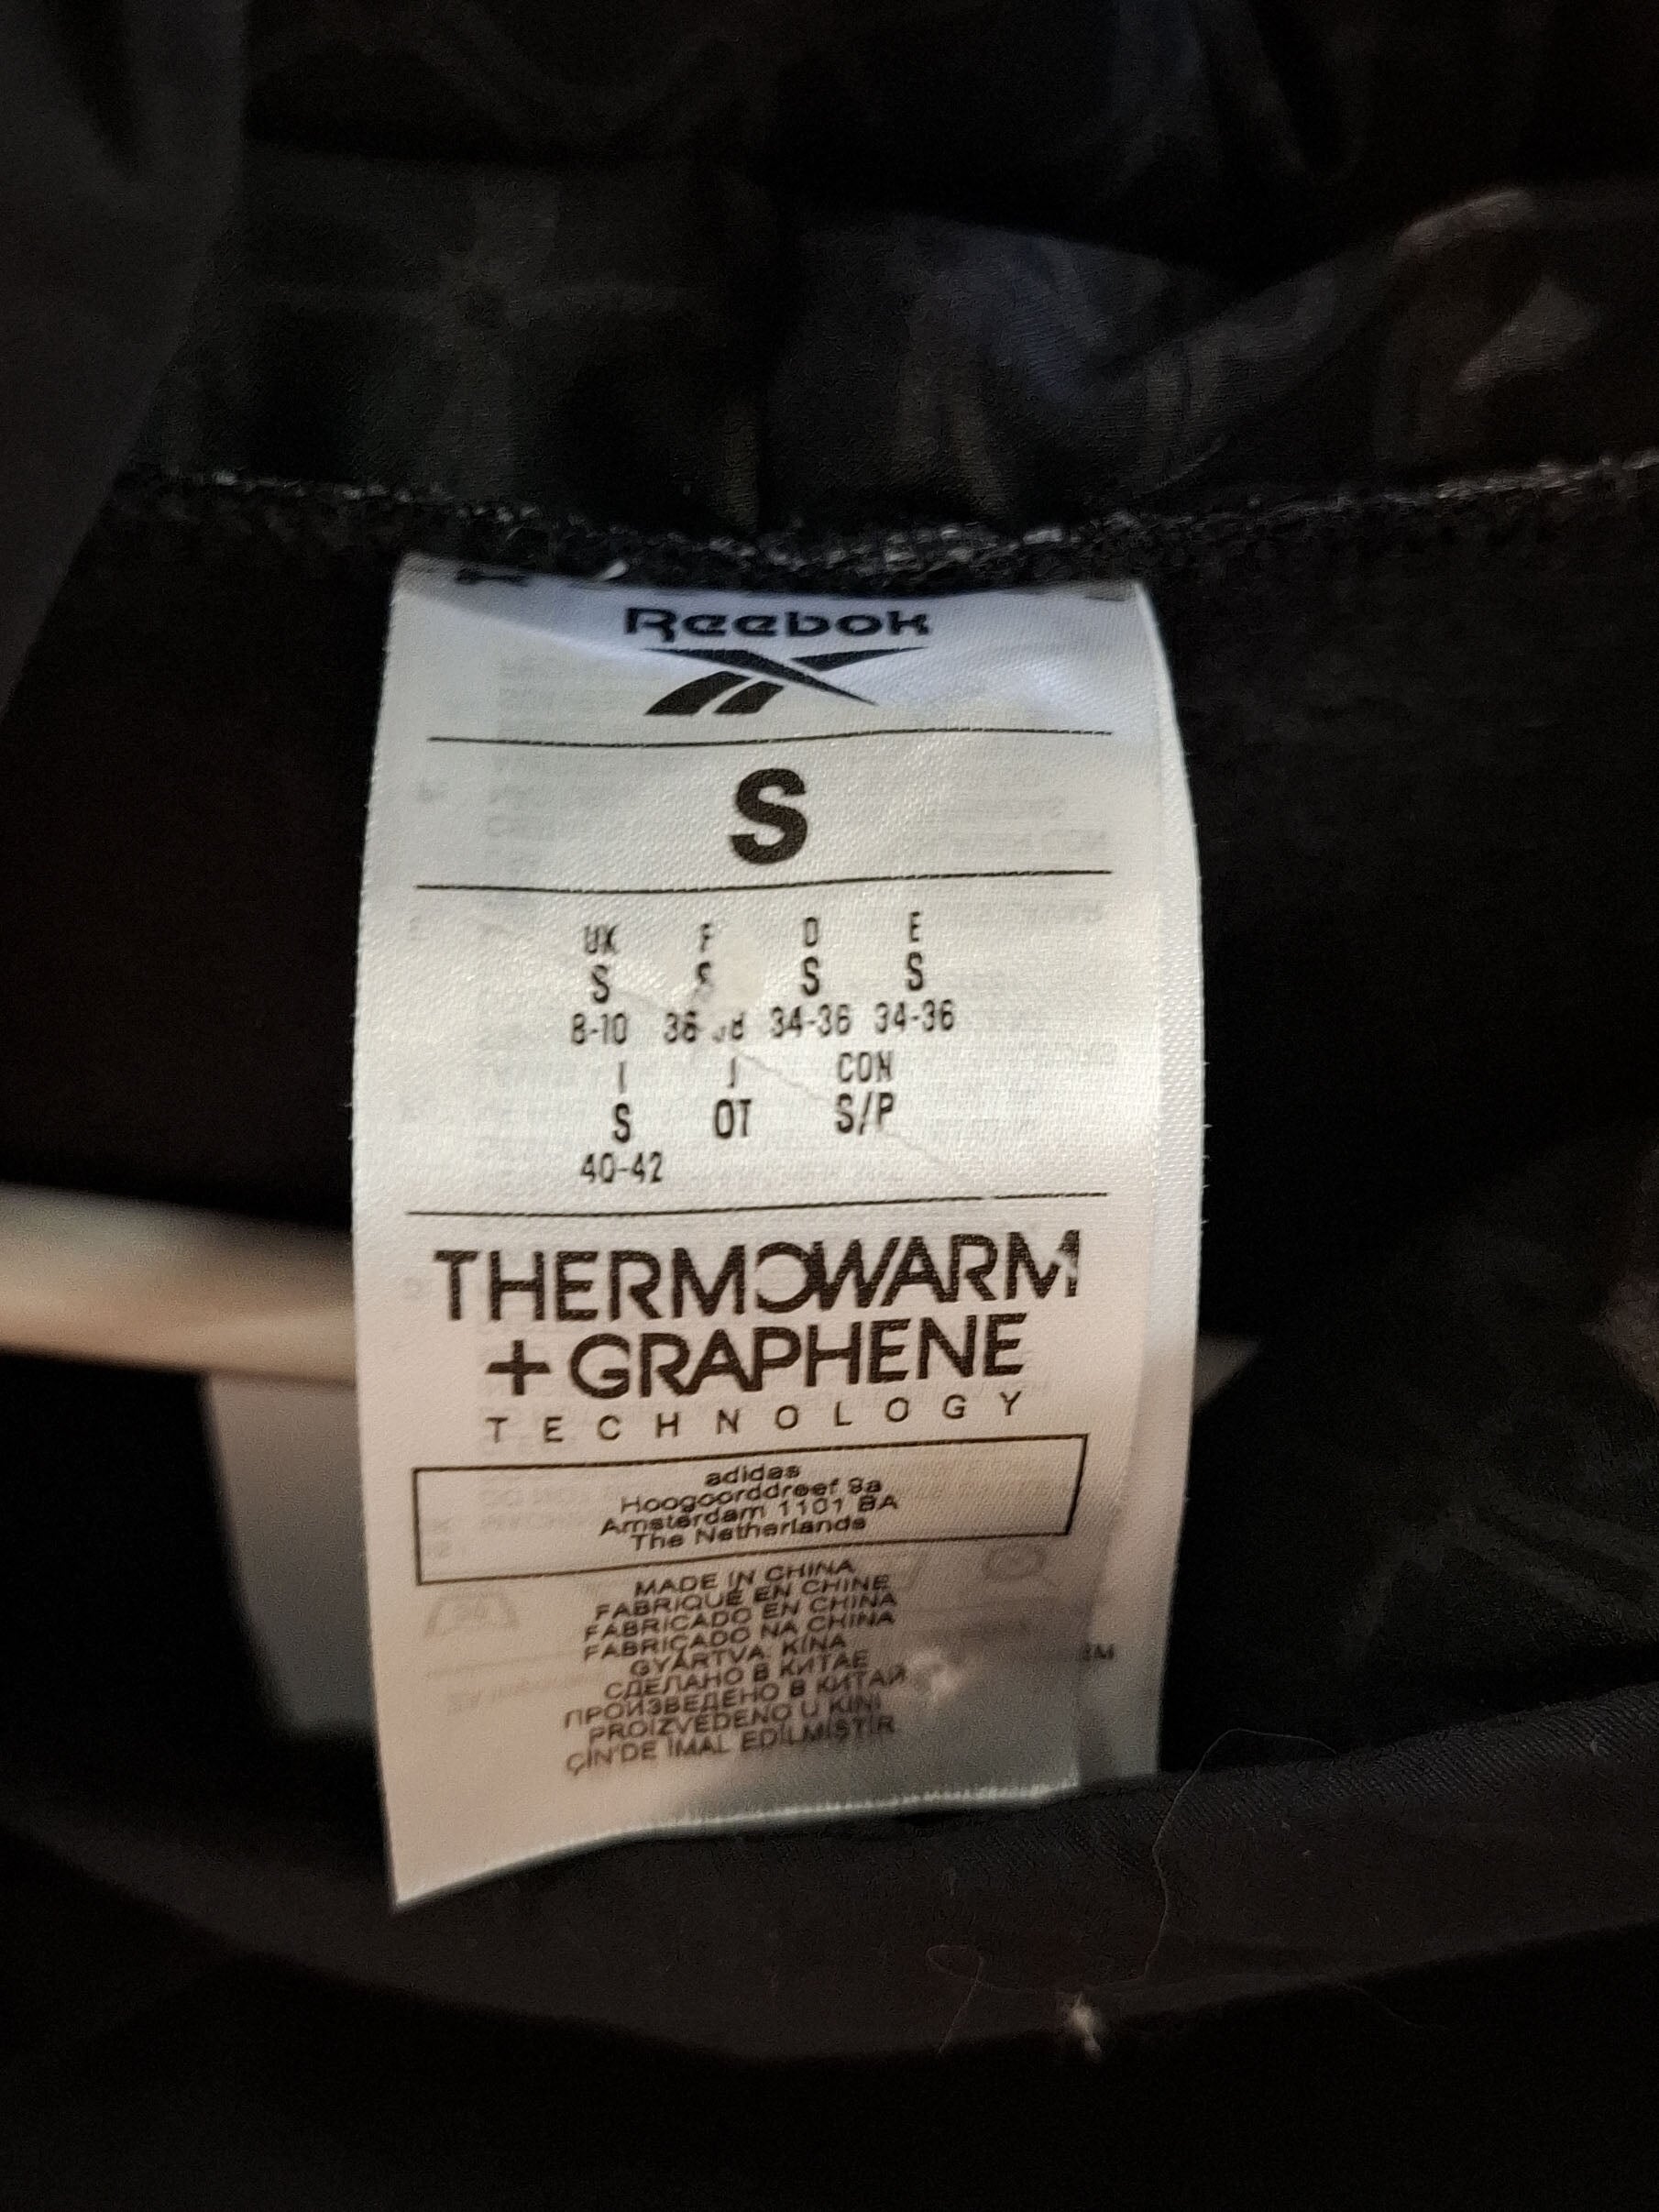 Reebok
S
UK F D E
S S S S
8-10 36-38 34-36 34-36
I J CON
S OT S/P
40-42
THERMOWARM
+GRAPHENE
TECHNOLOGY
adidas
Hoogoorddreef 9a
Amsterdam 1101 BA
The Netherlands
MADE IN CHINA
FABRIQUÉ EN CHINE
FABRICADO EN CHINA
FABRICADO NA CHINA
GYÁRTVA: KÍNA
СДЕЛАНО В КИТАЕ
ПРОИЗВЕДЕНО В КИТАЙ
PROIZVEDENO U KINI
ÇİN'DE İMAL EDİLMİŞTİR